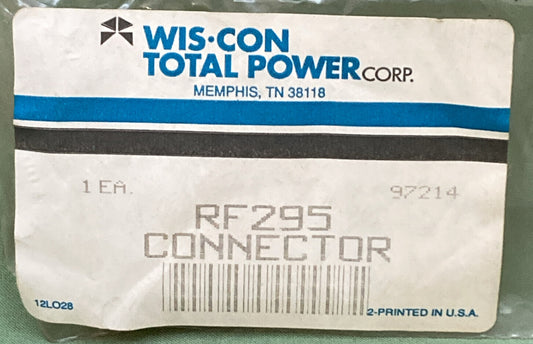 WIS·CON
TOTAL POWER CORP.
MEMPHIS, TN 38118
1 EA. 97214
RF295
CONNECTOR
12LO28 2-PRINTED IN U.S.A.